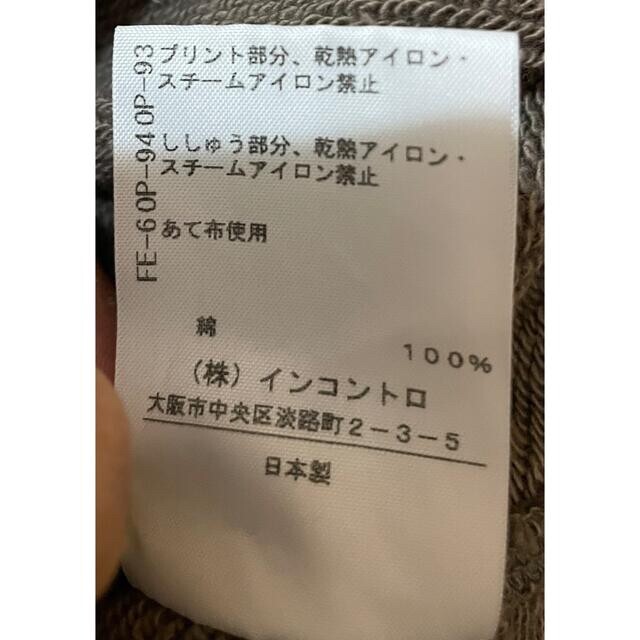 プリント部分、乾熱アイロン・
スチームアイロン禁止
ししゅう部分、乾熱アイロン・
スチームアイロン禁止
あて布使用
綿 100%
(株)インコントロ
大阪市中央区淡路町2-3-5
日本製
FE-60P-940P-93